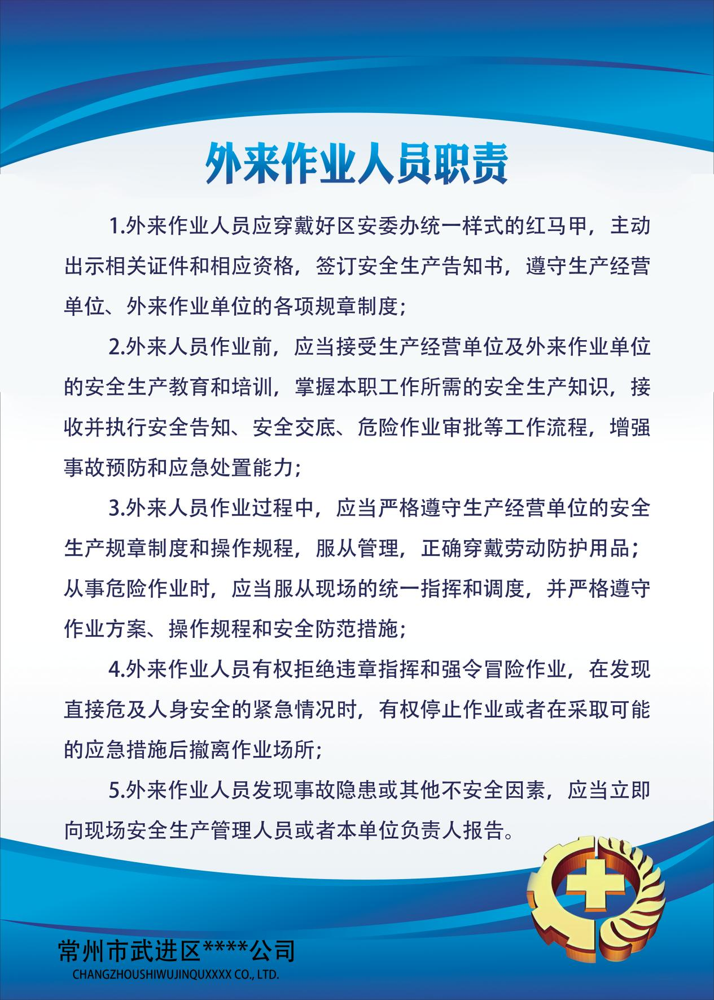 外来作业人员职责
1.外来作业人员应穿戴好区安委办统一样式的红马甲，主动
出示相关证件和相应资格，签订安全生产告知书，遵守生产经营
单位、外来作业单位的各项规章制度；
2.外来人员作业前，应当接受生产经营单位及外来作业单位
的安全生产教育和培训，掌握本职工作所需的安全生产知识，接
收并执行安全告知、安全交底、危险作业审批等工作流程，增强
事故预防和应急处置能力；
3.外来人员作业过程中，应当严格遵守生产经营单位的安全
生产规章制度和操作规程，服从管理，正确穿戴劳动防护用品；
从事危险作业时，应当服从现场的统一指挥和调度，并严格遵守
作业方案、操作规程和安全防范措施；
4.外来作业人员有权拒绝违章指挥和强令冒险作业，在发现
直接危及人身安全的紧急情况时，有权停止作业或者在采取可能
的应急措施后撤离作业场所；
5.外来作业人员发现事故隐患或其他不安全因素，应当立即
向现场安全生产管理人员或者本单位负责人报告。
常州市武进区****公司
CHANGZHOUSHIWUJINQUXXXX CO., LTD.